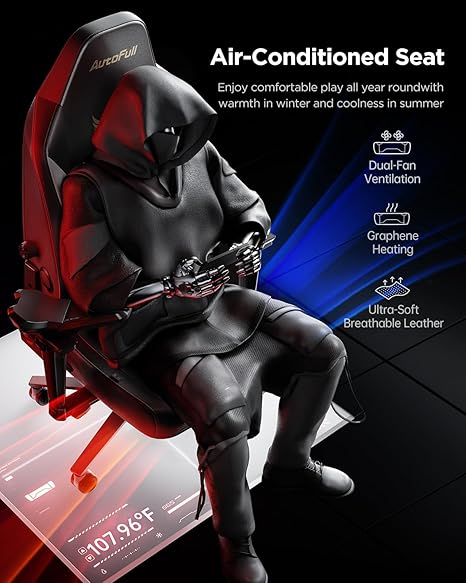 AutoFull
Air-Conditioned Seat
Enjoy comfortable play all year roundwith
warmth in winter and coolness in summer
Dual-Fan
Ventilation
Graphene
Heating
Ultra-Soft
Breathable Leather
107.96°F